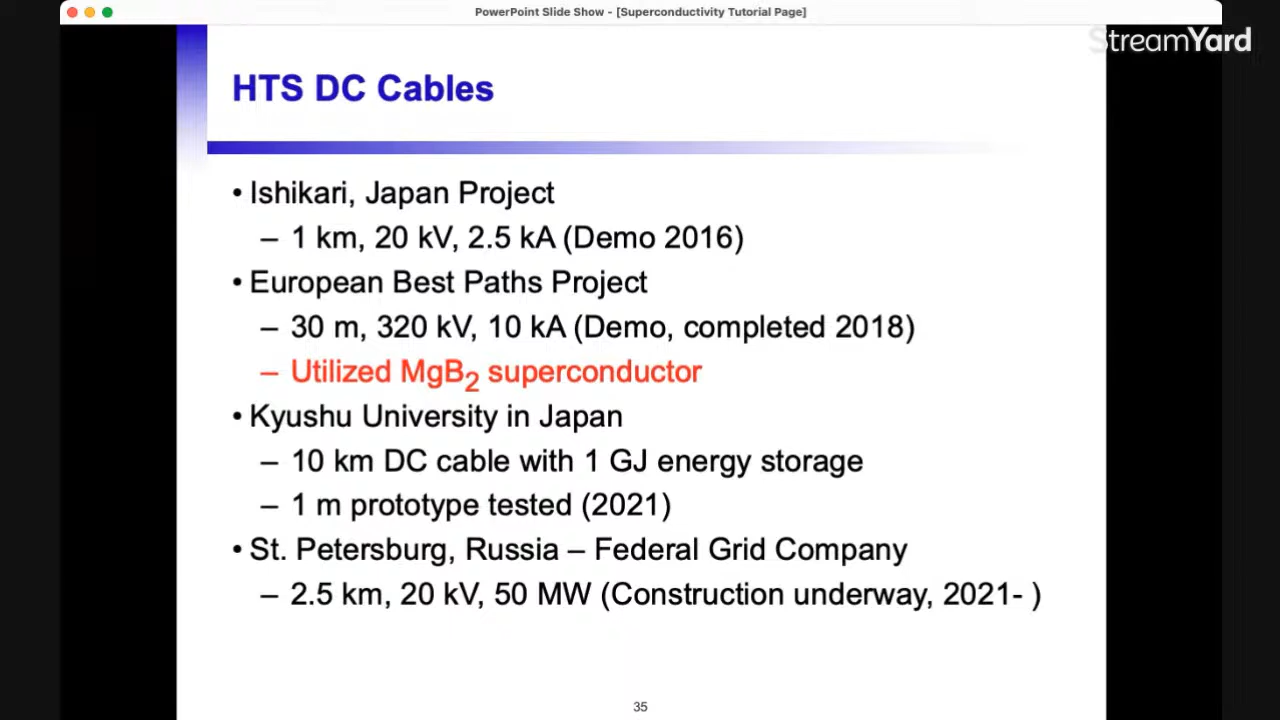 PowerPoint Slide Show - [Superconductivity Tutorial Page]
StreamYard
HTS DC Cables
• Ishikari, Japan Project
– 1 km, 20 kV, 2.5 kA (Demo 2016)
• European Best Paths Project
– 30 m, 320 kV, 10 kA (Demo, completed 2018)
– Utilized MgB₂ superconductor
• Kyushu University in Japan
– 10 km DC cable with 1 GJ energy storage
– 1 m prototype tested (2021)
• St. Petersburg, Russia – Federal Grid Company
– 2.5 km, 20 kV, 50 MW (Construction underway, 2021- )
35